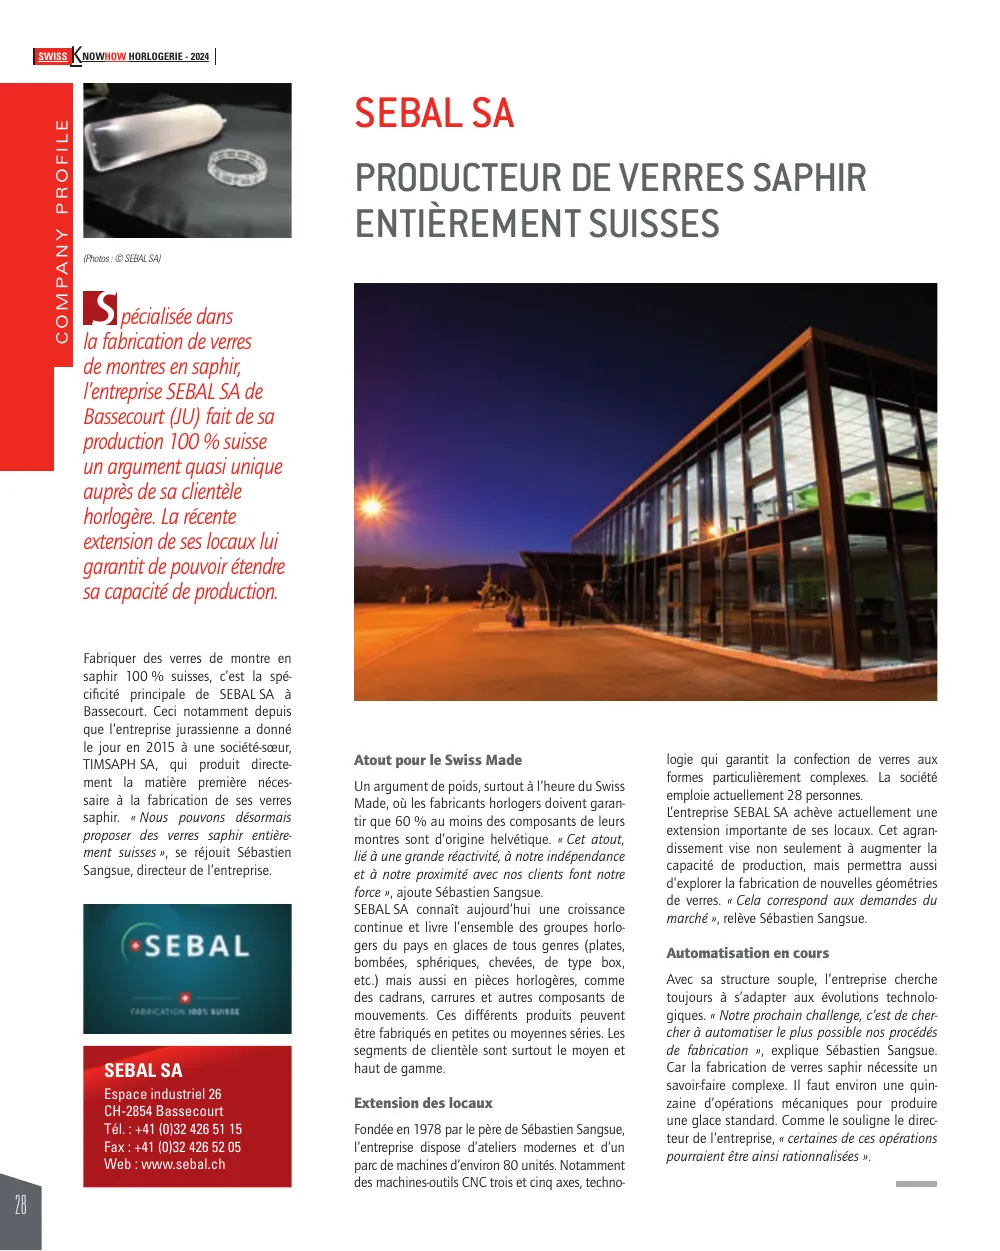 SWISS KNOWHOW HORLOGERIE - 2024
COMPANY PROFILE
(Photos : © SEBAL SA)
Spécialisée dans
la fabrication de verres
de montres en saphir,
l'entreprise SEBAL SA de
Bassecourt (JU) fait de sa
production 100 % suisse
un argument quasi unique
auprès de sa clientèle
horlogère. La récente
extension de ses locaux lui
garantit de pouvoir étendre
sa capacité de production.
Fabriquer des verres de montre en
saphir 100 % suisses, c'est la spé-
cificité principale de SEBAL SA à
Bassecourt. Ceci notamment depuis
que l'entreprise jurassienne a donné
le jour en 2015 à une société-sœur,
TIMSAPH SA, qui produit directe-
ment la matière première néces-
saire à la fabrication de ses verres
saphir. « Nous pouvons désormais
proposer des verres saphir entière-
ment suisses », se réjouit Sébastien
Sangsue, directeur de l'entreprise.
SEBAL
FABRICATION 100% SUISSE
SEBAL SA
Espace industriel 26
CH-2854 Bassecourt
Tél. : +41 (0)32 426 51 15
Fax : +41 (0)32 426 52 05
Web : www.sebal.ch
28
SEBAL SA
PRODUCTEUR DE VERRES SAPHIR
ENTIÈREMENT SUISSES
Atout pour le Swiss Made
Un argument de poids, surtout à l'heure du Swiss
Made, où les fabricants horlogers doivent garan-
tir que 60 % au moins des composants de leurs
montres sont d'origine helvétique. « Cet atout,
lié à une grande réactivité, à notre indépendance
et à notre proximité avec nos clients font notre
force », ajoute Sébastien Sangsue.
SEBAL SA connaît aujourd'hui une croissance
continue et livre l'ensemble des groupes horlo-
gers du pays en glaces de tous genres (plates,
bombées, sphériques, chevées, de type box,
etc.) mais aussi en pièces horlogères, comme
des cadrans, carrures et autres composants de
mouvements. Ces différents produits peuvent
être fabriqués en petites ou moyennes séries. Les
segments de clientèle sont surtout le moyen et
haut de gamme.
Extension des locaux
Fondée en 1978 par le père de Sébastien Sangsue,
l'entreprise dispose d'ateliers modernes et d'un
parc de machines d'environ 80 unités. Notamment
des machines-outils CNC trois et cinq axes, techno-
logie qui garantit la confection de verres aux
formes particulièrement complexes. La société
emploie actuellement 28 personnes.
L'entreprise SEBAL SA achève actuellement une
extension importante de ses locaux. Cet agran-
dissement vise non seulement à augmenter la
capacité de production, mais permettra aussi
d'explorer la fabrication de nouvelles géométries
de verres. « Cela correspond aux demandes du
marché », relève Sébastien Sangsue.
Automatisation en cours
Avec sa structure souple, l'entreprise cherche
toujours à s'adapter aux évolutions technolo-
giques. « Notre prochain challenge, c'est de cher-
cher à automatiser le plus possible nos procédés
de fabrication », explique Sébastien Sangsue.
Car la fabrication de verres saphir nécessite un
savoir-faire complexe. Il faut environ une quin-
zaine d'opérations mécaniques pour produire
une glace standard. Comme le souligne le direc-
teur de l'entreprise, « certaines de ces opérations
pourraient être ainsi rationnalisées ».